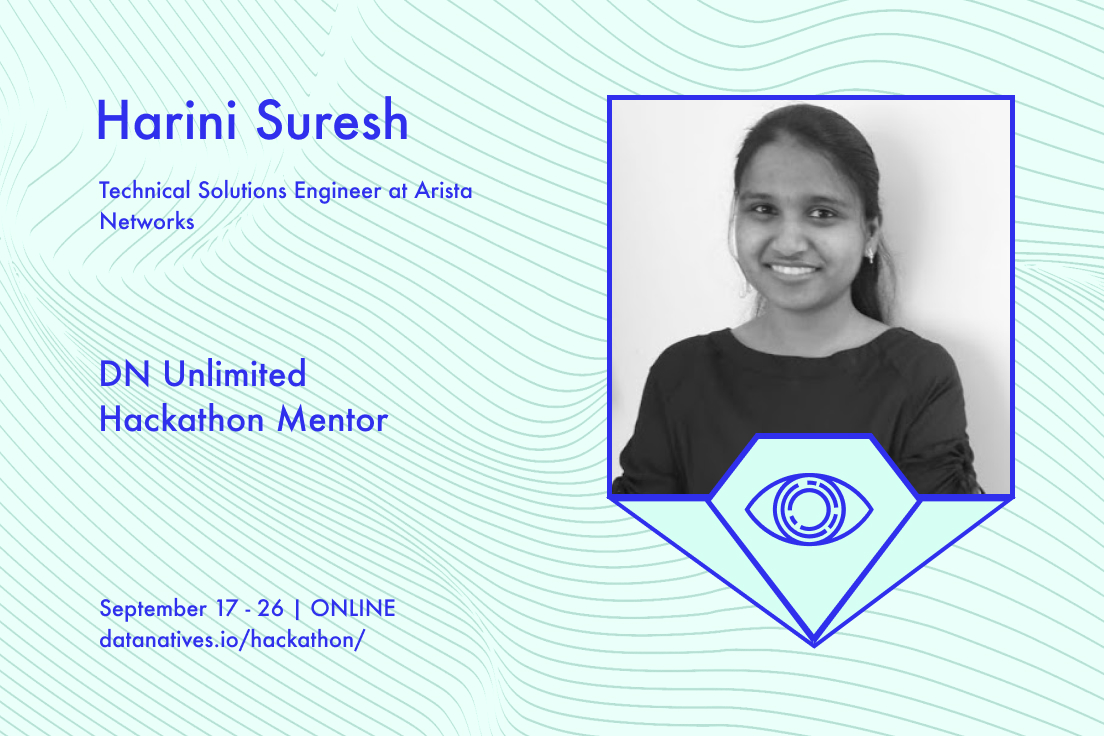 Harini Suresh
Technical Solutions Engineer at Arista
Networks
DN Unlimited
Hackathon Mentor
September 17 - 26 | ONLINE
datanatives.io/hackathon/